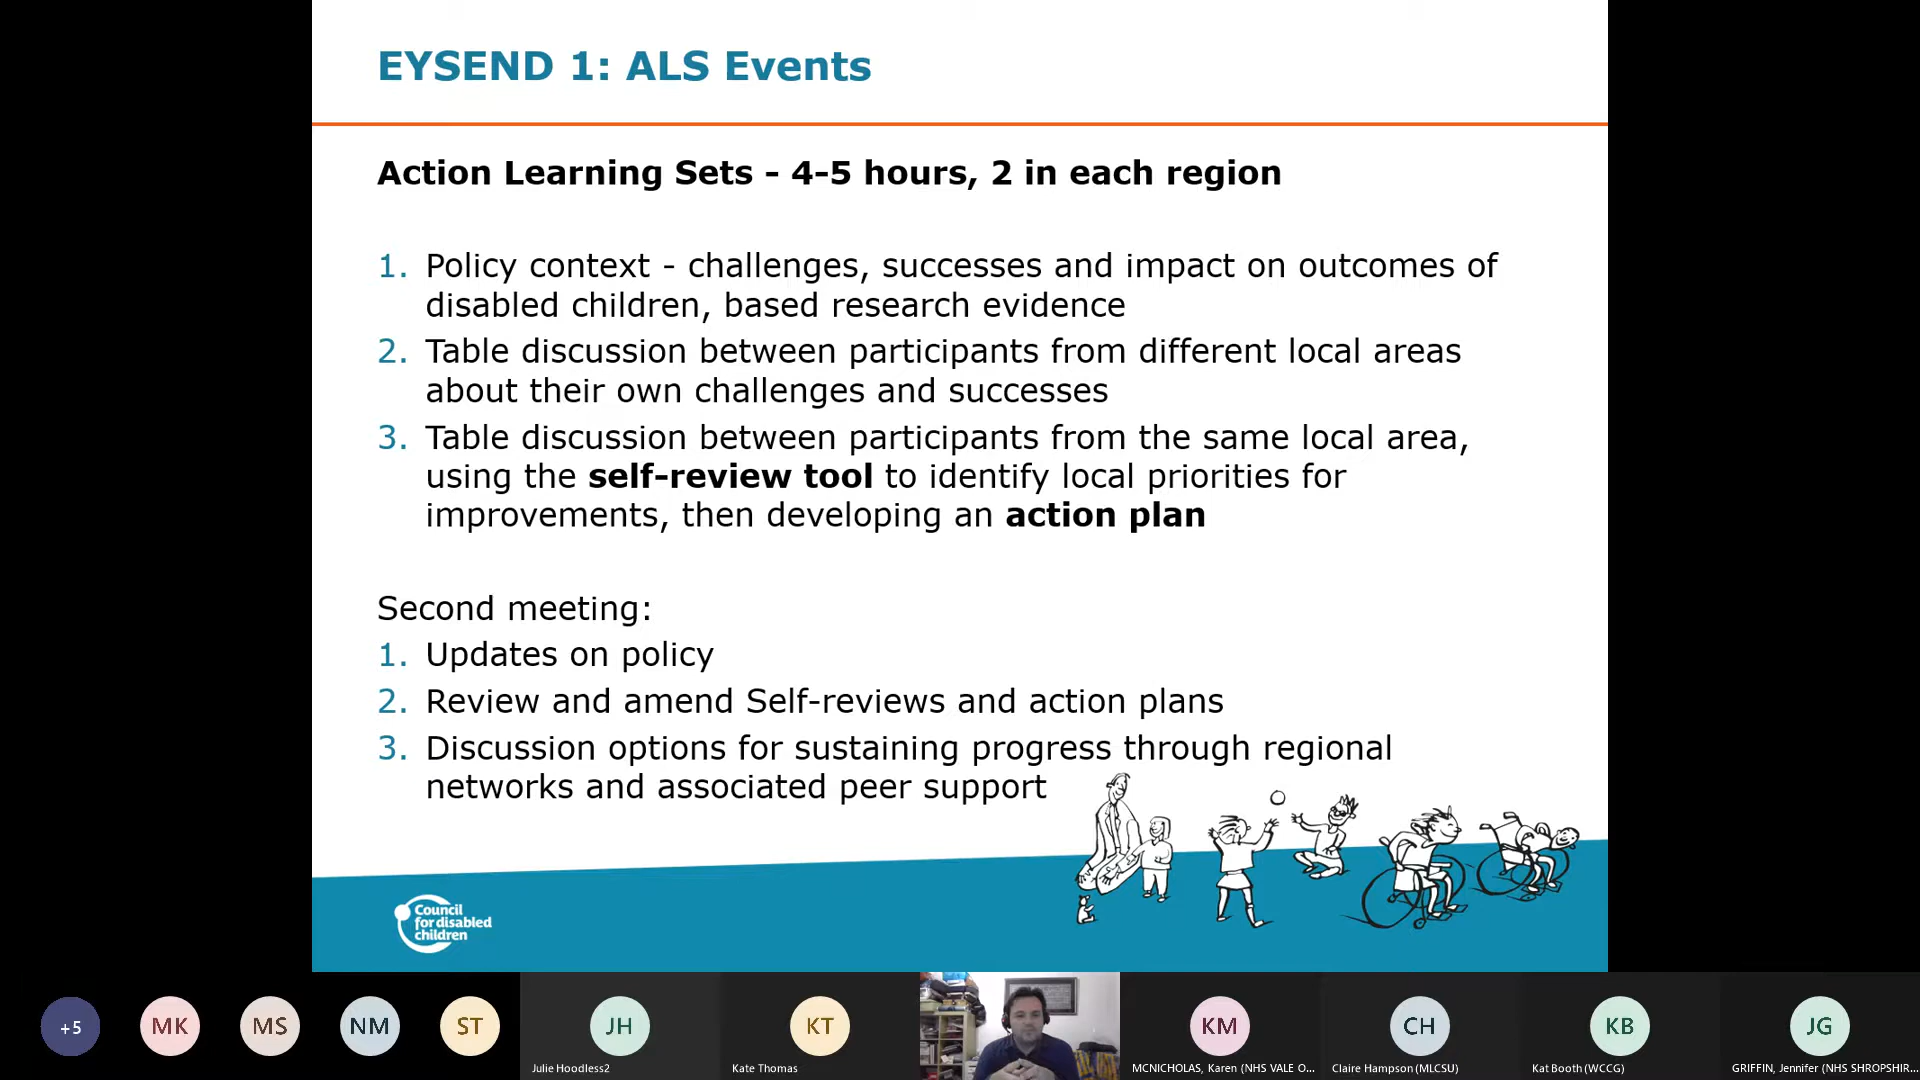 EYSEND 1: ALS Events
Action Learning Sets - 4-5 hours, 2 in each region
1. Policy context - challenges, successes and impact on outcomes of
disabled children, based research evidence
2. Table discussion between participants from different local areas
about their own challenges and successes
3. Table discussion between participants from the same local area,
using the self-review tool to identify local priorities for
improvements, then developing an action plan
Second meeting:
1. Updates on policy
2. Review and amend Self-reviews and action plans
3. Discussion options for sustaining progress through regional
networks and associated peer support
Council
for disabled
children
+5
MK
MS
NM
ST
JH
KT
KM
CH
KB
JG
Julie Hoodless2
Kate Thomas
MCNICHOLAS, Karen (NHS VALE O...
Claire Hampson (MLCSU)
Kat Booth (WCCG)
GRIFFIN, Jennifer (NHS SHROPSHIR...